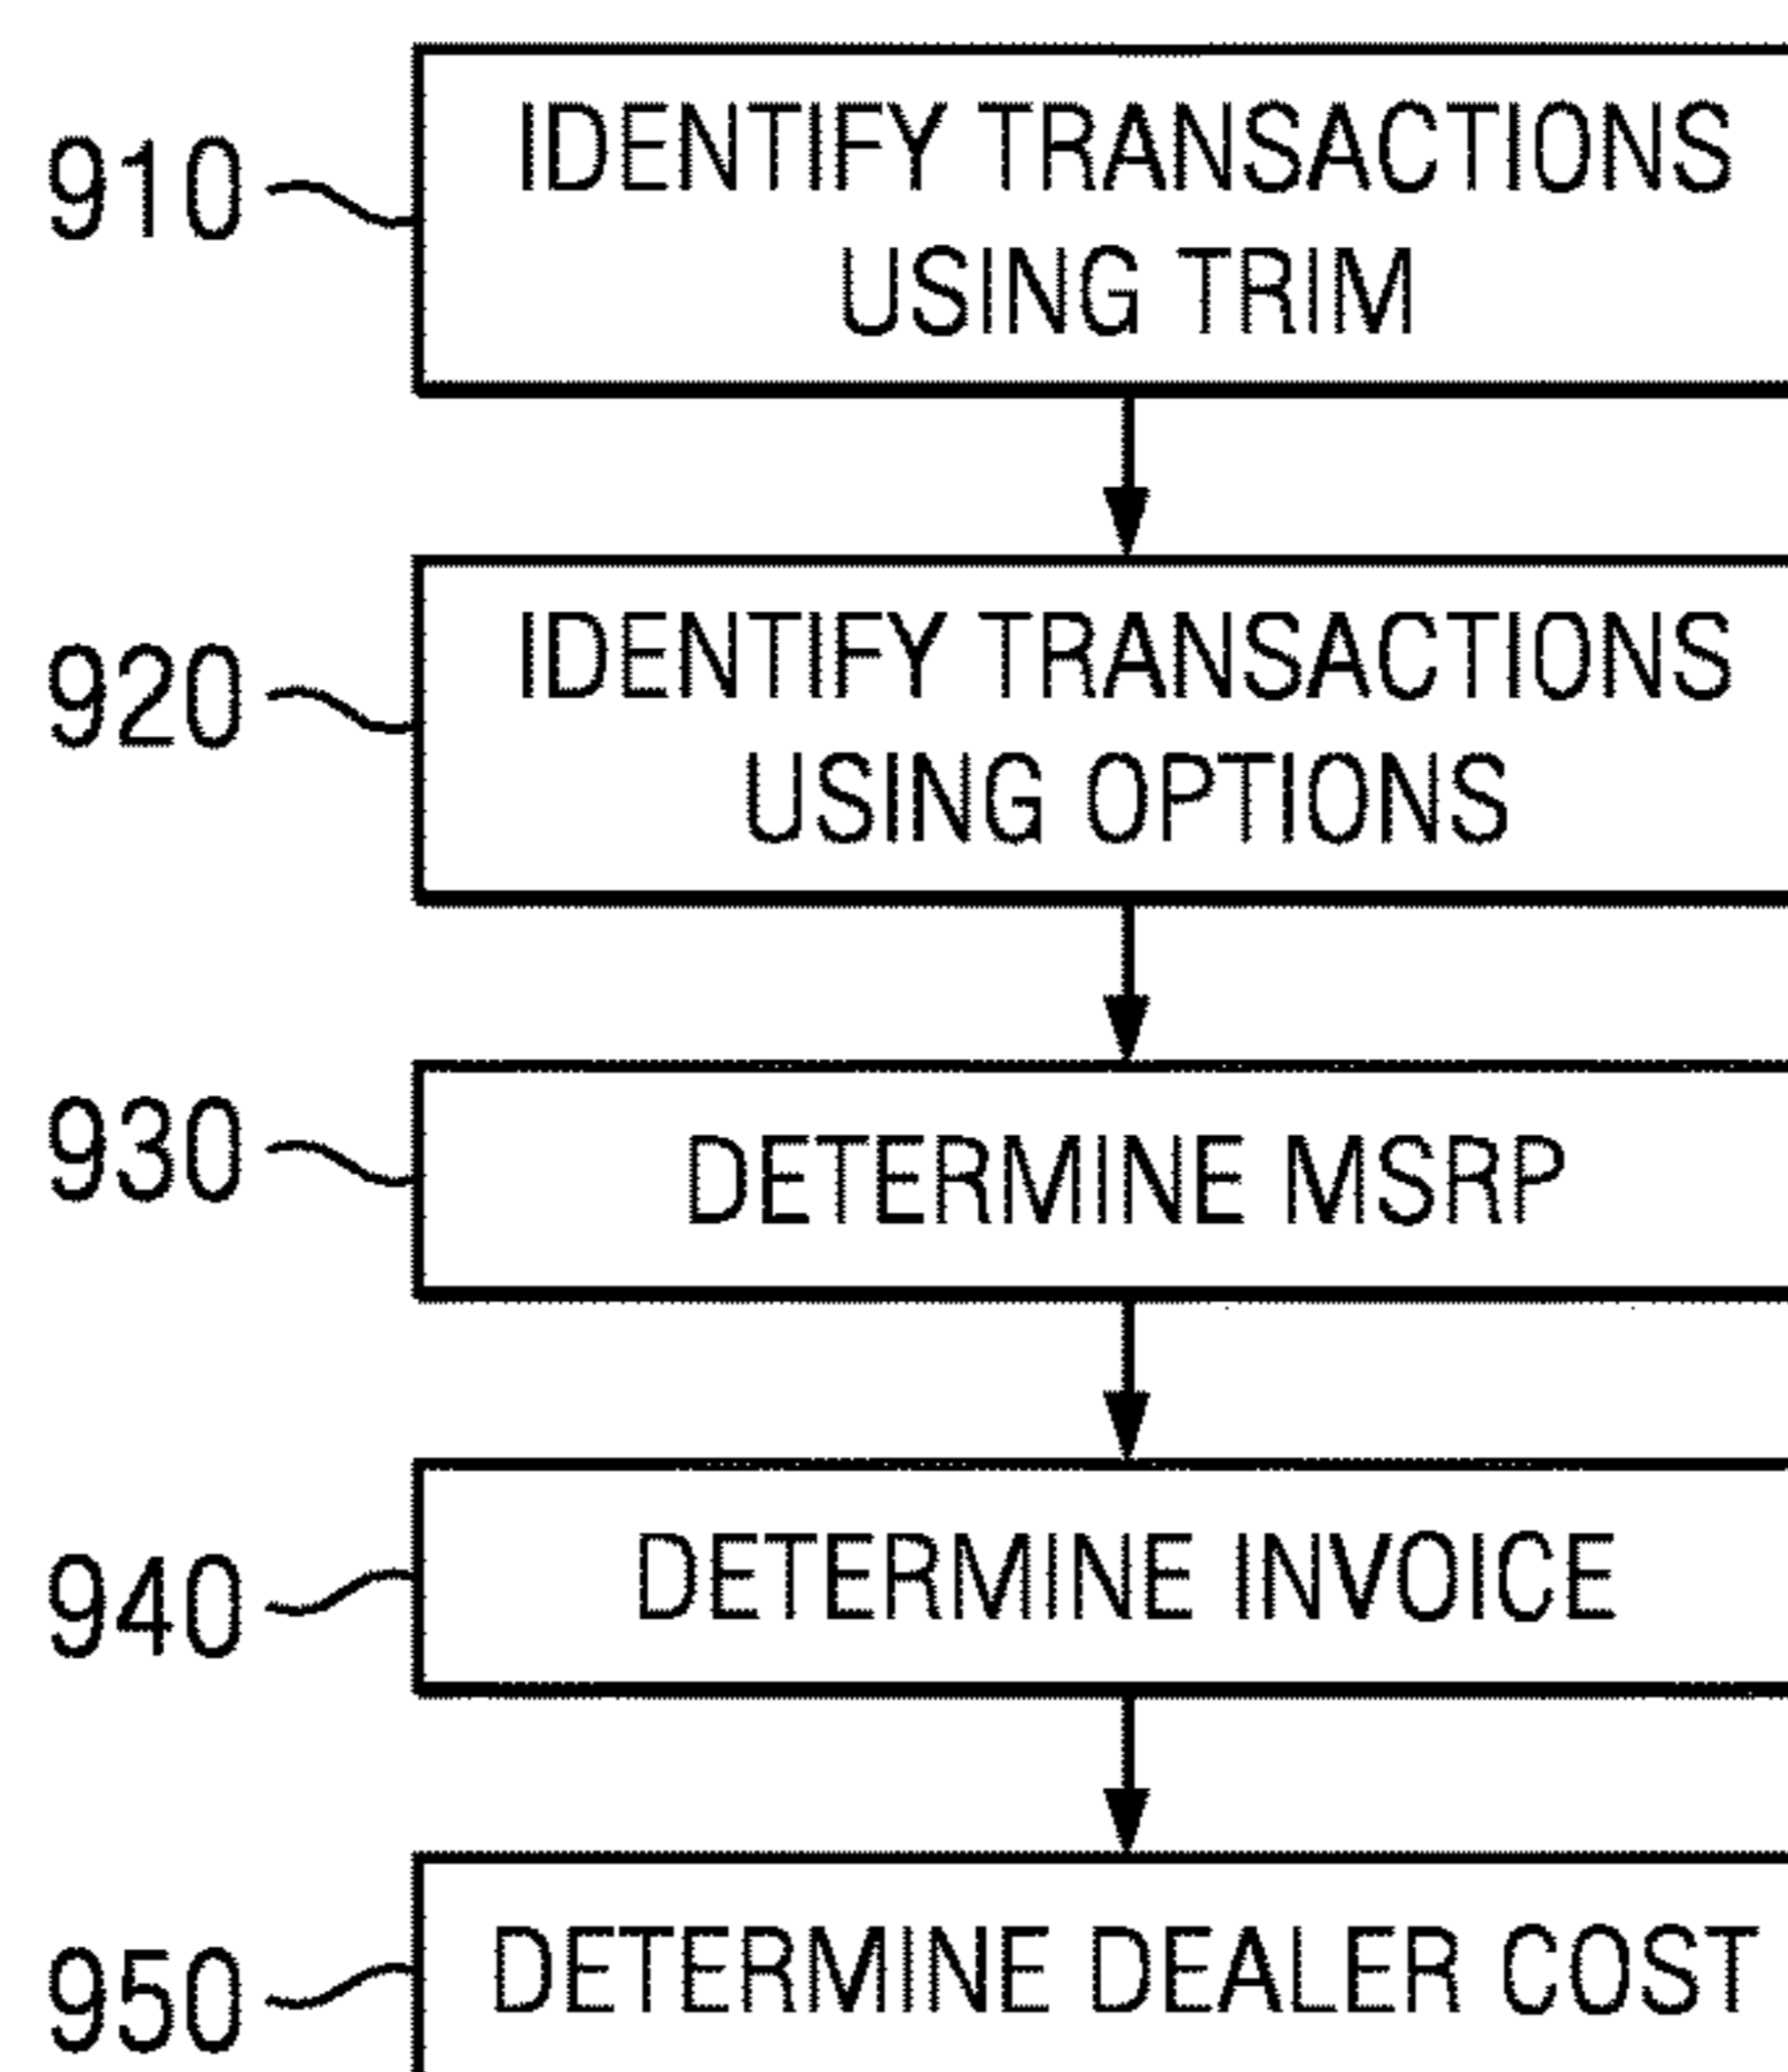 910
IDENTIFY TRANSACTIONS
USING TRIM
920
IDENTIFY TRANSACTIONS
USING OPTIONS
930
DETERMINE MSRP
940
DETERMINE INVOICE
950
DETERMINE DEALER COST